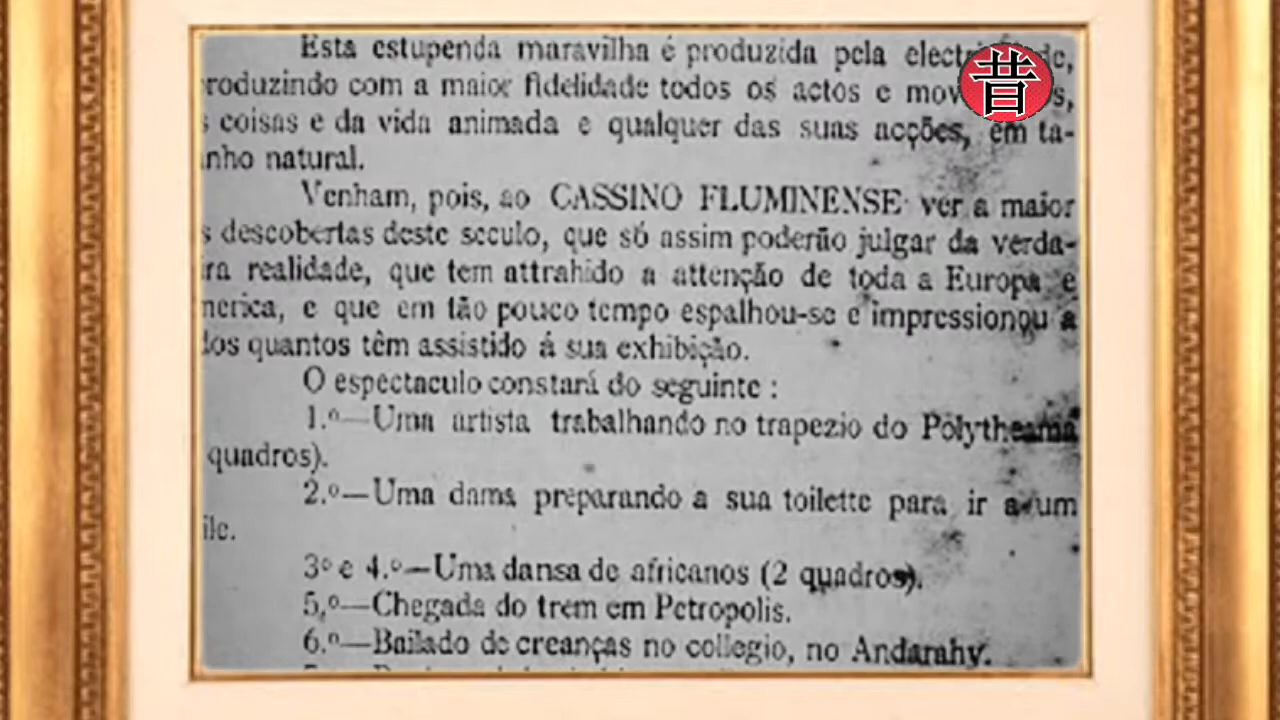 Esta estupenda maravilha é produzida pela
roduzindo com a maior fidelidade todos os actos e
s coisas e da vida animada e qualquer das suas acções, em ta-
nho natural.
Venham, pois, ao CASSINO FLUMINENSE ver a maior
s descobertas deste seculo, que só assim poderão julgar da verda-
ra realidade, que tem attrahido a attenção de toda a Europa e
merica, e que em tão pouco tempo espalhou-se e impressionou a
dos quantos têm assistido á sua exhibição.
O espectaculo constará do seguinte :
1.º—Uma artista trabalhando no trapezio do Polytheama
quadros).
2.º—Uma dama preparando a sua toilette para ir a um
ile.
3º e 4.º—Uma dansa de africanos (2 quadros).
5.º—Chegada do trem em Petropolis.
6.º—Bailado de creanças no collegio, no Andarahy.
昔